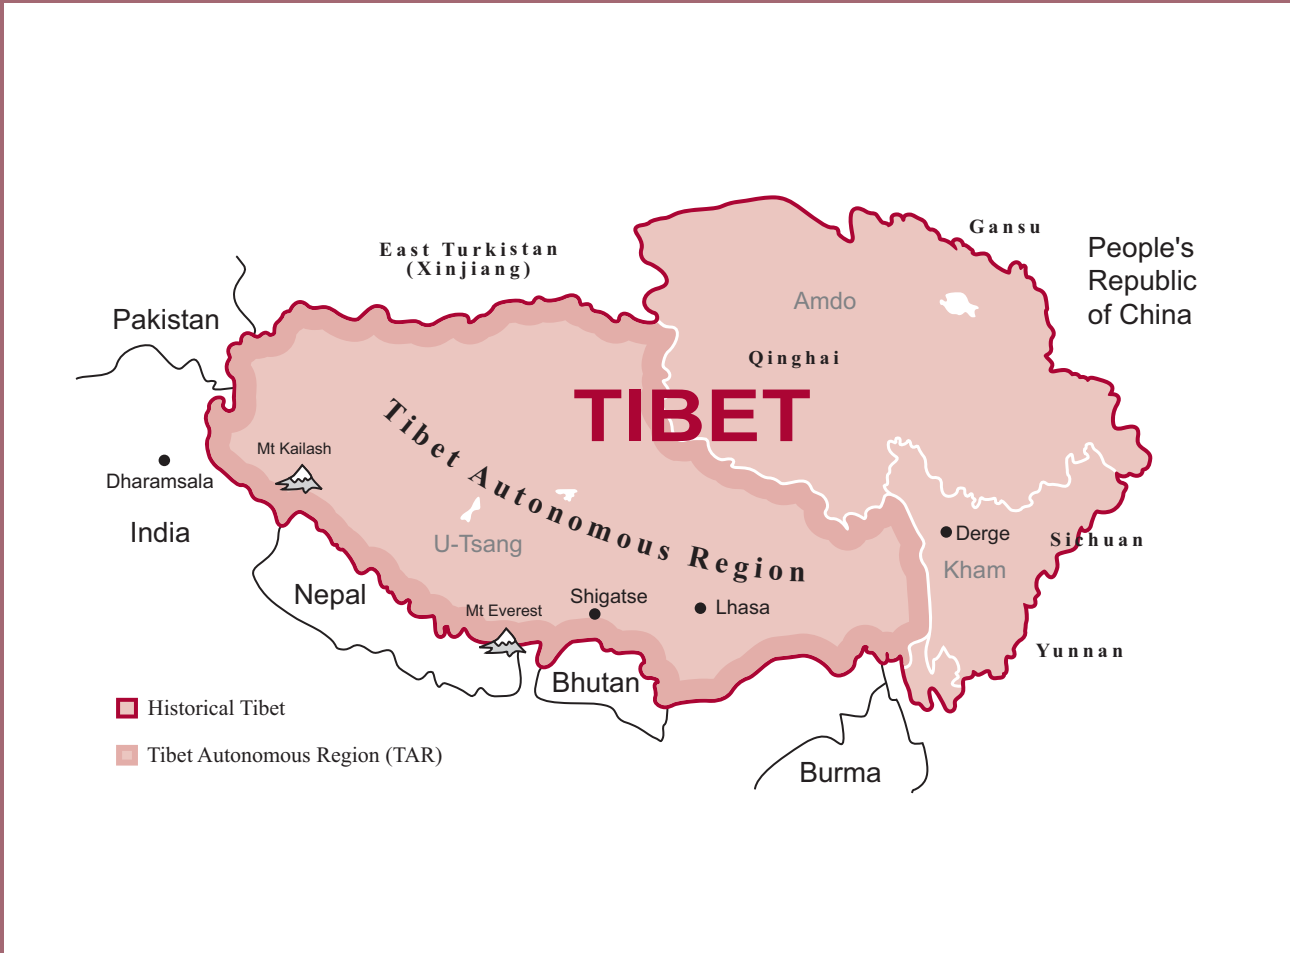 Gansu
People's
Republic
of China
East Turkistan
(Xinjiang)
Amdo
Pakistan
Qinghai
TIBET
Tibet Autonomous Region
Mt Kailash
Dharamsala
India
U-Tsang
Derge
Sichuan
Kham
Nepal
Mt Everest
Shigatse
Lhasa
Yunnan
Bhutan
Historical Tibet
Tibet Autonomous Region (TAR)
Burma